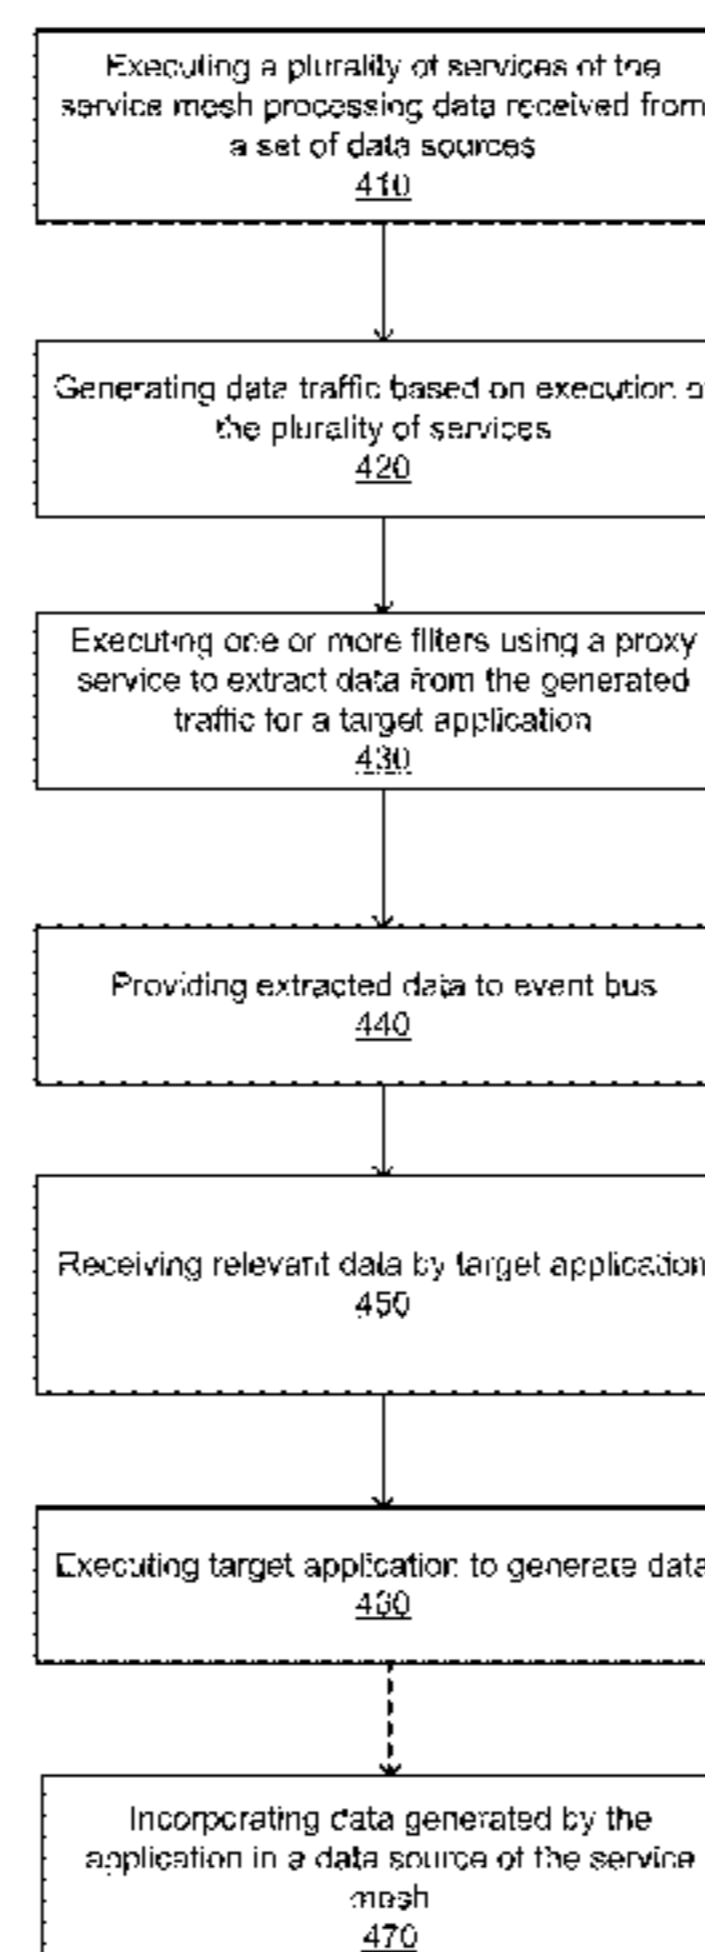 Executing a plurality of services of the
service mesh processing data received from
a set of data sources
410
Generating data traffic based on execution of
the plurality of services
420
Executing one or more filters using a proxy
service to extract data from the generated
traffic for a target application
430
Providing extracted data to event bus
440
Receiving relevant data by target application
450
Executing target application to generate data
460
Incorporating data generated by the
application in a data source of the service
mesh
470